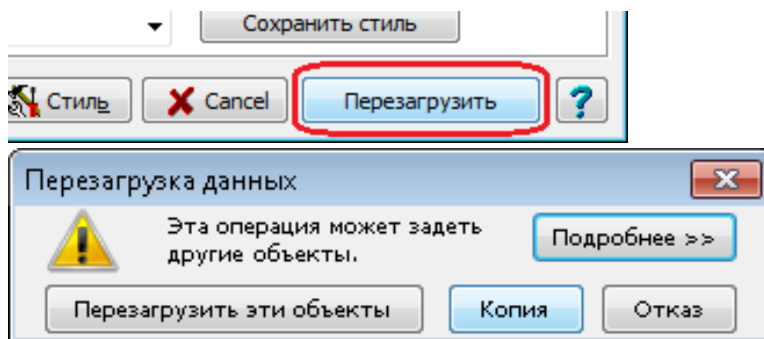 Сохранить стиль
Стиль Cancel Перезагрузить ?
Перезагрузка данных
Эта операция может задеть
другие объекты.
Подробнее >>
Перезагрузить эти объекты Копия Отказ